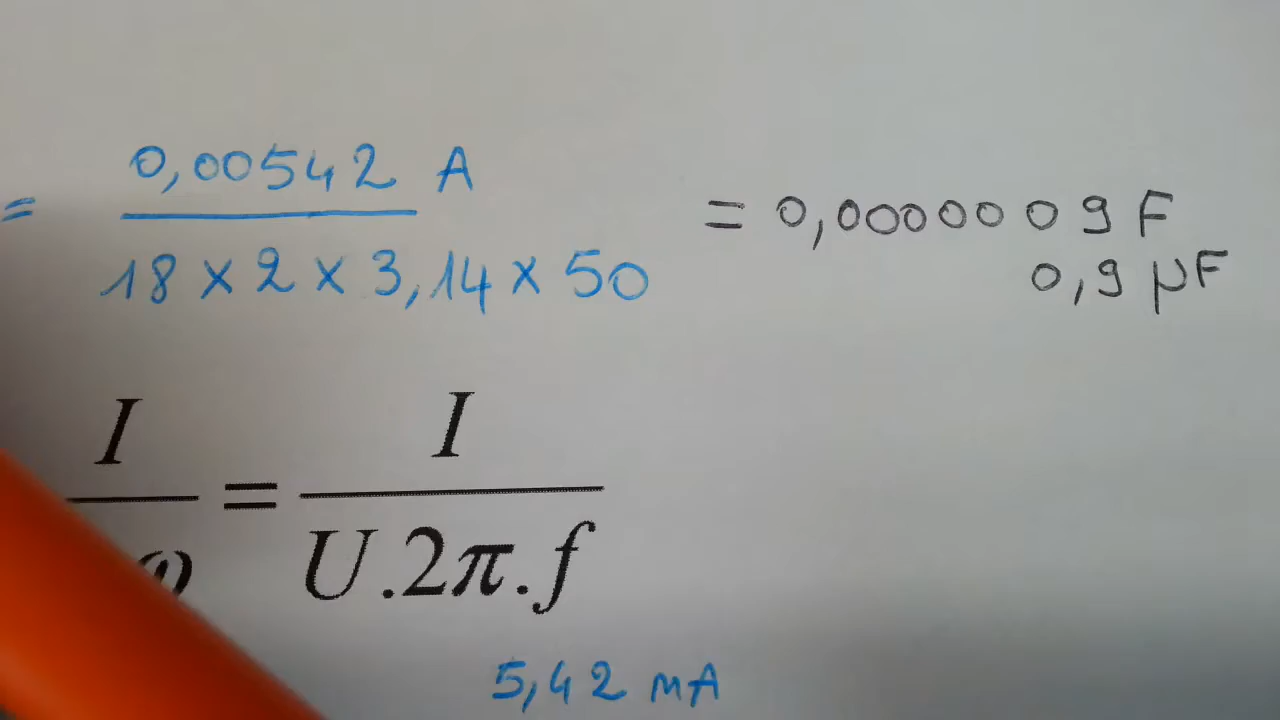 = 0,00542 A
18 × 2 × 3,14 × 50
= 0,0000009 F
0,9 µF
I
ω
= I
U.2π.f
5,42 mA